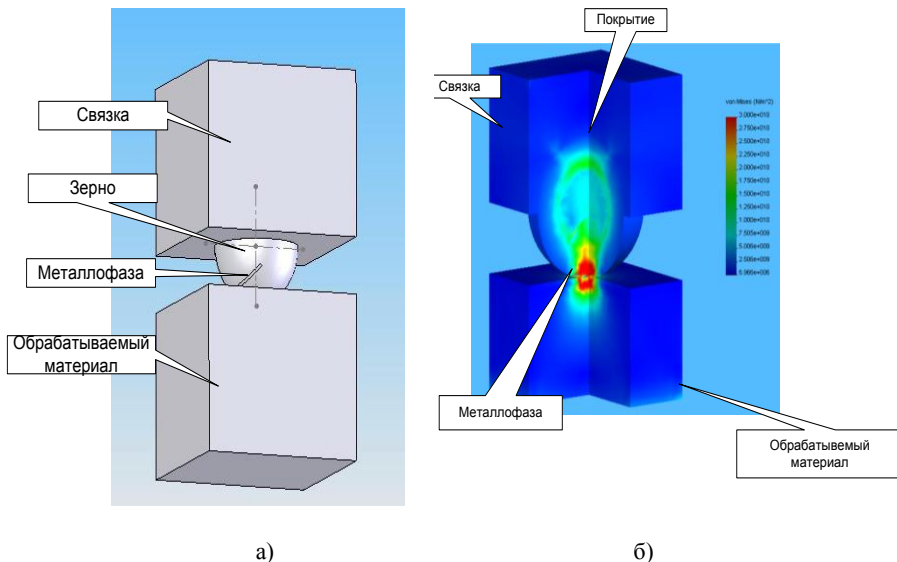 Связка
Зерно
Металлофаза
Обрабатываемый
материал
а)
Покрытие
Связка
von Mises (N/m^2)
3.000e+010
2.750e+010
2.500e+010
2.250e+010
2.000e+010
1.750e+010
1.500e+010
1.250e+010
1.000e+010
7.505e+009
5.006e+009
2.506e+009
6.966e+006
Металлофаза
Обрабатывемый
материал
б)